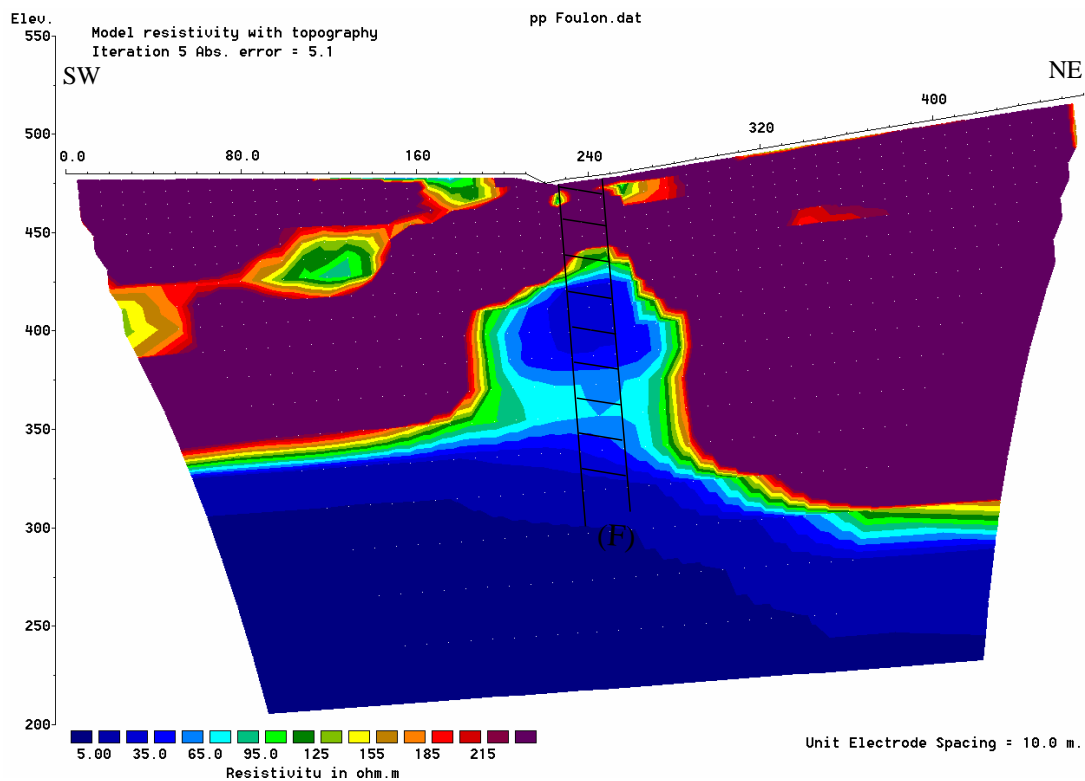 Elev.
pp Foulon.dat
550
Model resistivity with topography
Iteration 5 Abs. error = 5.1
SW
NE
400
500
320
0.0 80.0 160 240
450
400
350
300
(F)
250
200
5.00 35.0 65.0 95.0 125 155 185 215
Unit Electrode Spacing = 10.0 m.
Resistivity in ohm.m